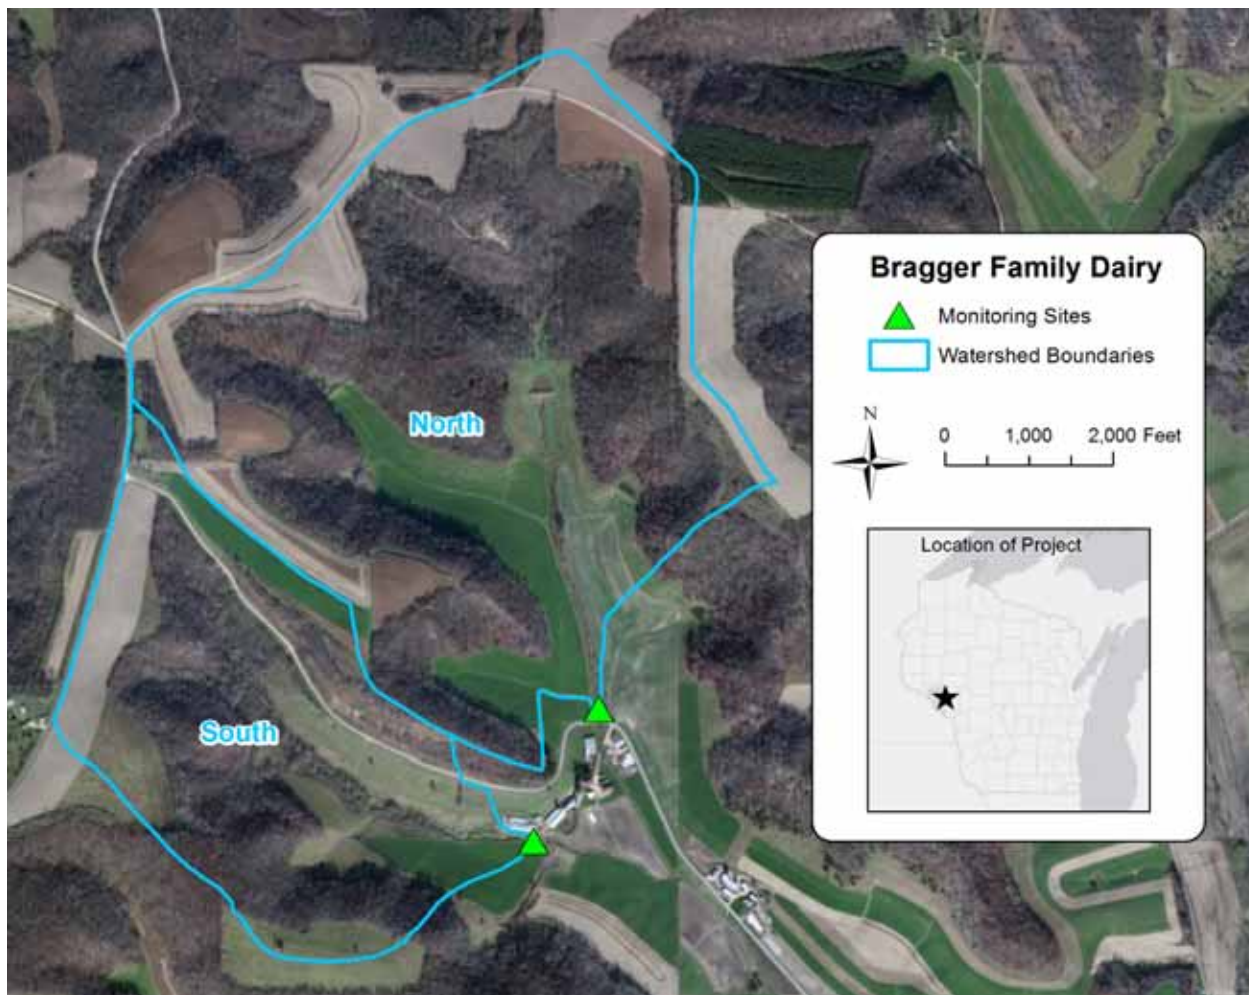 Bragger Family Dairy
Monitoring Sites
Watershed Boundaries
North
N
0 1,000 2,000 Feet
Location of Project
South